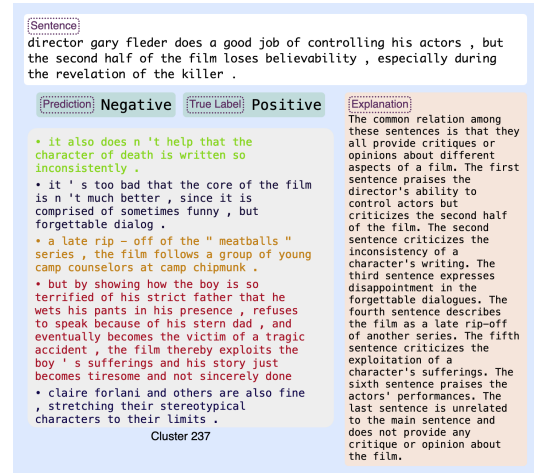 Sentence
director gary fleder does a good job of controlling his actors , but
the second half of the film loses believability , especially during
the revelation of the killer .
Prediction Negative True Label Positive
• it also does n 't help that the
character of death is written so
inconsistently .
• it ' s too bad that the core of the film
is n 't much better , since it is
comprised of sometimes funny , but
forgettable dialog .
• a late rip - off of the " meatballs "
series , the film follows a group of young
camp counselors at camp chipmunk .
• but by showing how the boy is so
terrified of his strict father that he
wets his pants in his presence , refuses
to speak because of his stern dad , and
eventually becomes the victim of a tragic
accident , the film thereby exploits the
boy ' s sufferings and his story just
becomes tiresome and not sincerely done
• claire forlani and others are also fine
, stretching their stereotypical
characters to their limits .
Cluster 237
Explanation
The common relation among
these sentences is that they
all provide critiques or
opinions about different
aspects of a film. The first
sentence praises the
director's ability to
control actors but
criticizes the second half
of the film. The second
sentence criticizes the
inconsistency of a
character's writing. The
third sentence expresses
disappointment in the
forgettable dialogues. The
fourth sentence describes
the film as a late rip-off
of another series. The fifth
sentence criticizes the
exploitation of a
character's sufferings. The
sixth sentence praises the
actors' performances. The
last sentence is unrelated
to the main sentence and
does not provide any
critique or opinion about
the film.